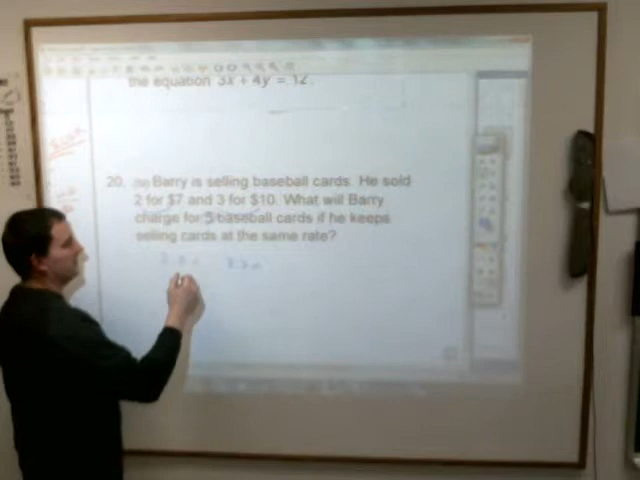 the equation 3x + 4y = 12.
20. Barry is selling baseball cards. He sold
2 for $7 and 3 for $10. What will Barry
charge for 5 baseball cards if he keeps
selling cards at the same rate?